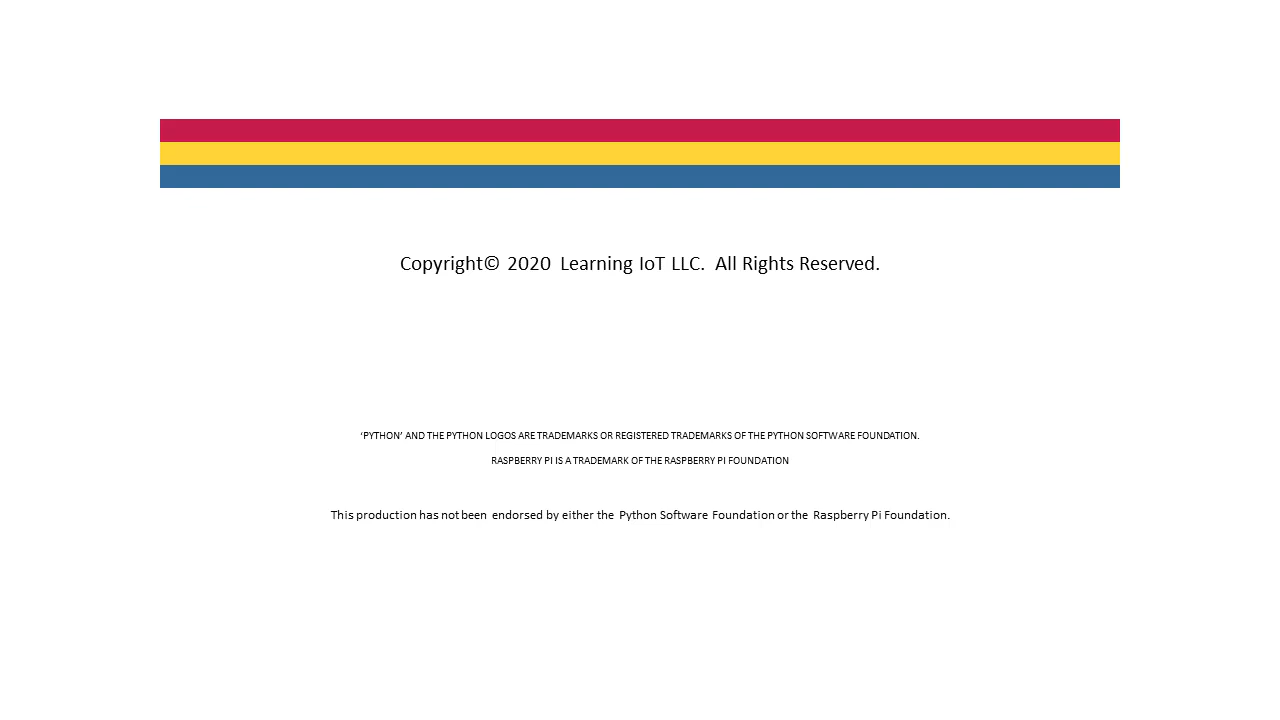 Copyright© 2020 Learning IoT LLC. All Rights Reserved.
‘PYTHON’ AND THE PYTHON LOGOS ARE TRADEMARKS OR REGISTERED TRADEMARKS OF THE PYTHON SOFTWARE FOUNDATION.
RASPBERRY PI IS A TRADEMARK OF THE RASPBERRY PI FOUNDATION
This production has not been endorsed by either the Python Software Foundation or the Raspberry Pi Foundation.